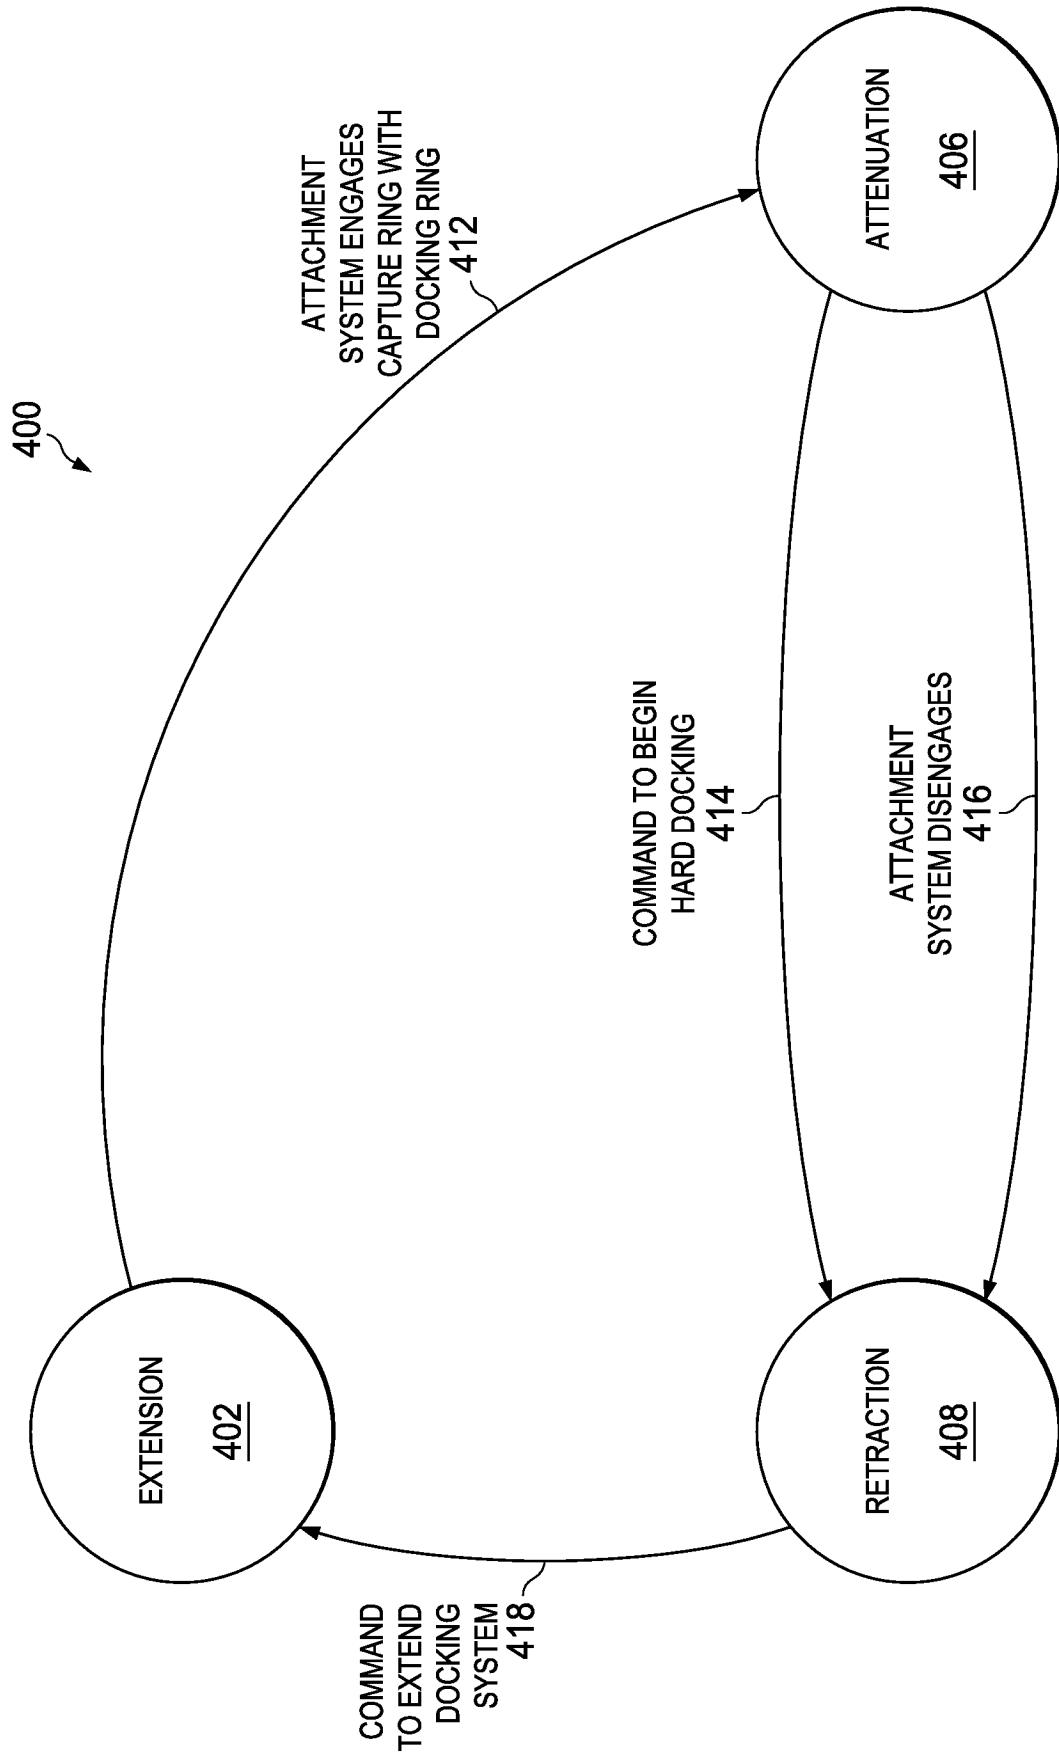 400
EXTENSION
402
ATTACHMENT
SYSTEM ENGAGES
CAPTURE RING WITH
DOCKING RING
412
COMMAND
TO EXTEND
DOCKING
SYSTEM
418
COMMAND TO BEGIN
HARD DOCKING
414
ATTACHMENT
SYSTEM DISENGAGES
416
RETRACTION
408
ATTENUATION
406